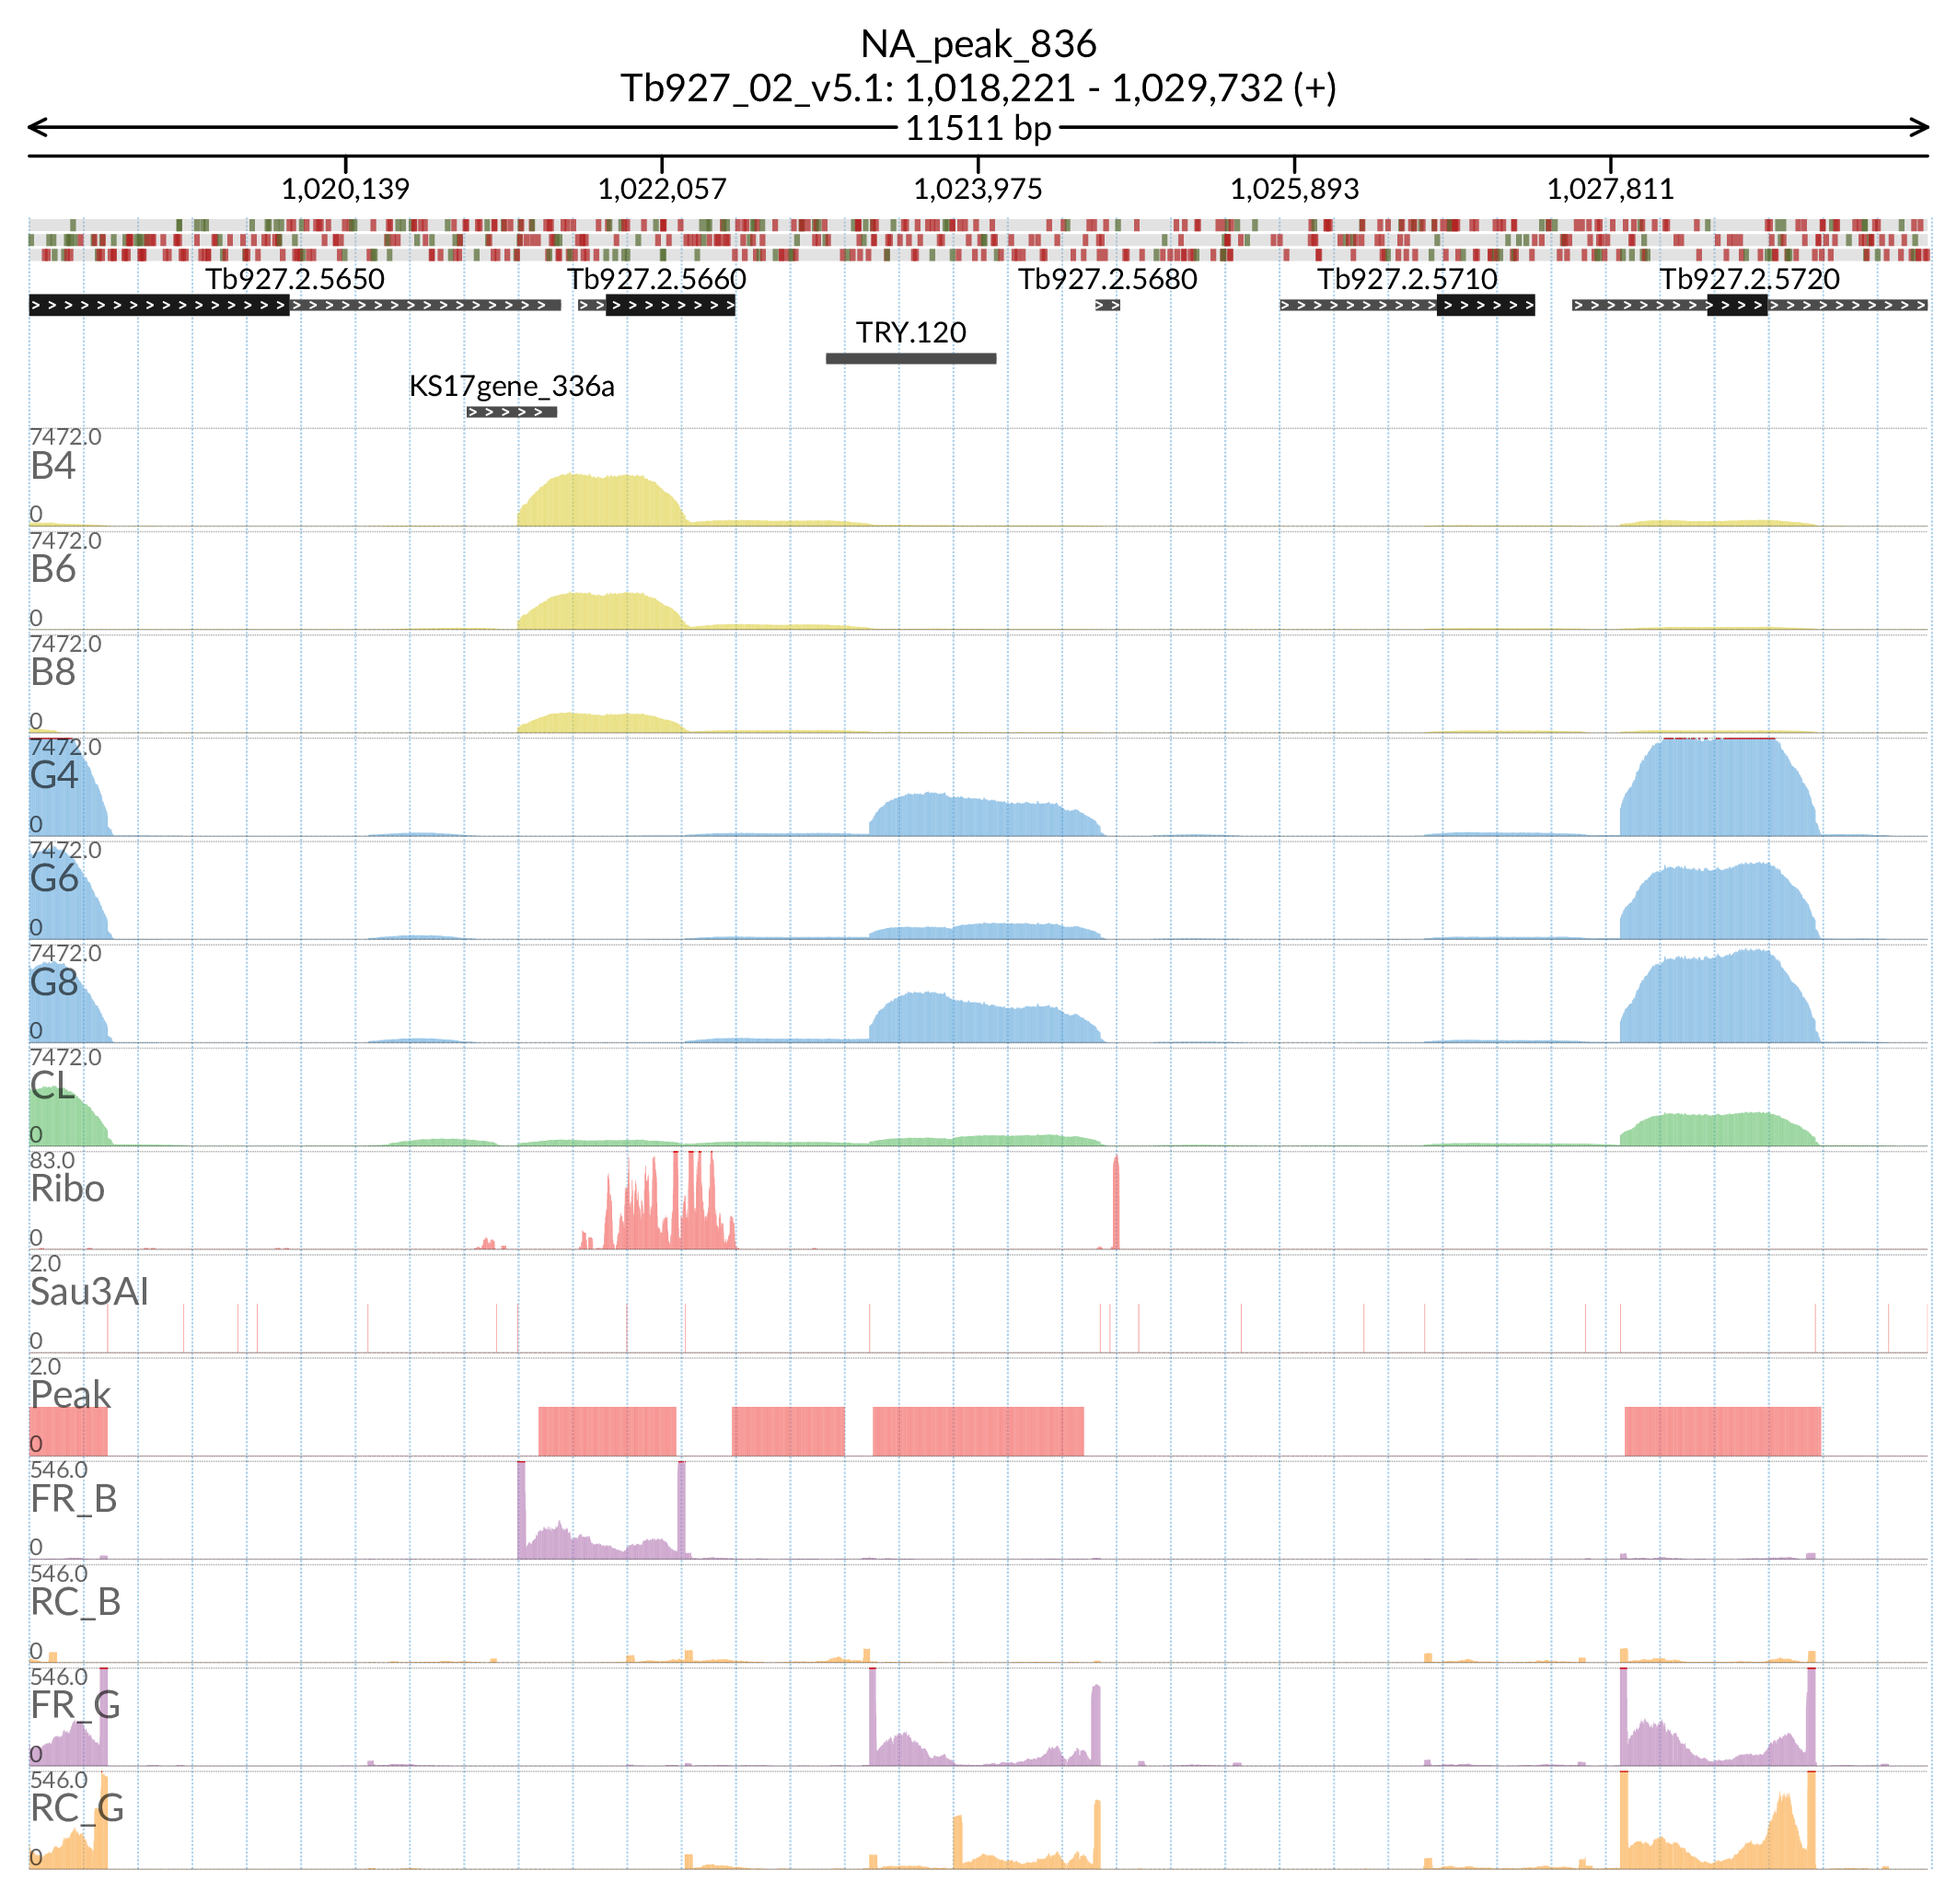 NA_peak_836
Tb927_02_v5.1: 1,018,221 - 1,029,732 (+)
11511 bp
1,020,139 1,022,057 1,023,975 1,025,893 1,027,811
Tb927.2.5650 Tb927.2.5660 Tb927.2.5680 Tb927.2.5710 Tb927.2.5720
TRY.120
KS17gene_336a
7472.0
B4
0
7472.0
B6
0
7472.0
B8
0
7472.0
G4
0
7472.0
G6
0
7472.0
G8
0
7472.0
CL
0
83.0
Ribo
0
2.0
Sau3AI
0
2.0
Peak
0
546.0
FR_B
0
546.0
RC_B
0
546.0
FR_G
0
546.0
RC_G
0